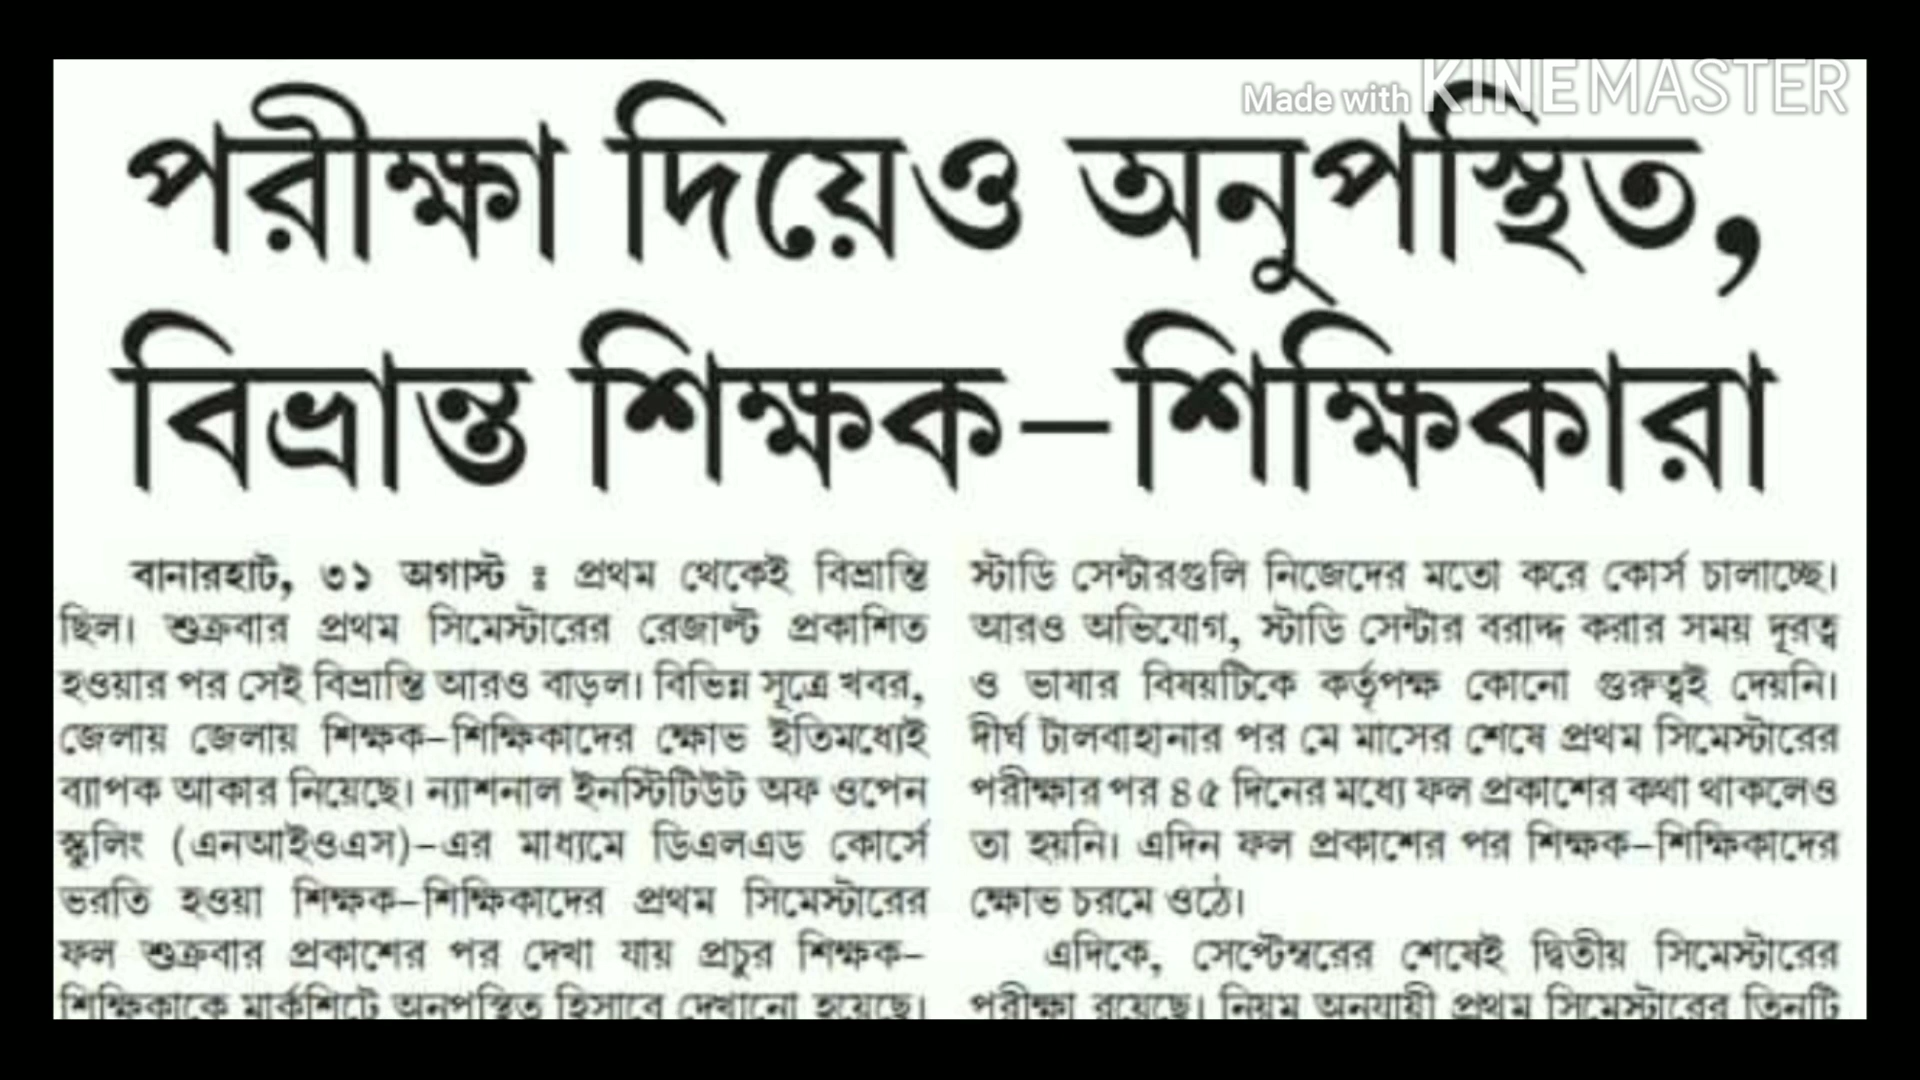 Made with KINEMASTER
পরীক্ষা দিয়েও অনুপস্থিত,
বিভ্রান্ত শিক্ষক–শিক্ষিকারা
বানারহাট, ৩১ অগাস্ট ঃ প্রথম থেকেই বিভ্রান্তি
ছিল। শুক্রবার প্রথম সিমেস্টারের রেজাল্ট প্রকাশিত
হওয়ার পর সেই বিভ্রান্তি আরও বাড়ল। বিভিন্ন সূত্রে খবর,
জেলায় জেলায় শিক্ষক–শিক্ষিকাদের ক্ষোভ ইতিমধ্যেই
ব্যাপক আকার নিয়েছে। ন্যাশনাল ইনস্টিটিউট অফ ওপেন
স্কুলিং (এনআইওএস)–এর মাধ্যমে ডিএলএড কোর্সে
ভরতি হওয়া শিক্ষক–শিক্ষিকাদের প্রথম সিমেস্টারের
ফল শুক্রবার প্রকাশের পর দেখা যায় প্রচুর শিক্ষক–
শিক্ষিকাকে মার্কশিটে অনুপস্থিত হিসাবে দেখানো হয়েছে।
স্টাডি সেন্টারগুলি নিজেদের মতো করে কোর্স চালাচ্ছে।
আরও অভিযোগ, স্টাডি সেন্টার বরাদ্দ করার সময় দূরত্ব
ও ভাষার বিষয়টিকে কর্তৃপক্ষ কোনো গুরুত্বই দেয়নি।
দীর্ঘ টালবাহানার পর মে মাসের শেষে প্রথম সিমেস্টারের
পরীক্ষার পর ৪৫ দিনের মধ্যে ফল প্রকাশের কথা থাকলেও
তা হয়নি। এদিন ফল প্রকাশের পর শিক্ষক–শিক্ষিকাদের
ক্ষোভ চরমে ওঠে।
এদিকে, সেপ্টেম্বরের শেষেই দ্বিতীয় সিমেস্টারের
পরীক্ষা রয়েছে। নিয়ম অনুযায়ী প্রথম সিমেস্টারের তিনটি